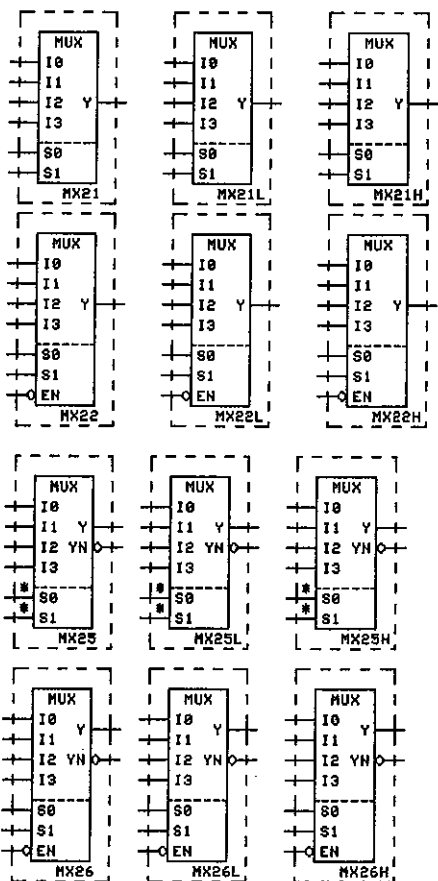 MUX MUX MUX
I0 I0 I0
I1 I1 I1
I2 Y I2 Y I2 Y
I3 I3 I3
S0 S0 S0
S1 S1 S1
MX21 MX21L MX21H
MUX MUX MUX
I0 I0 I0
I1 I1 I1
I2 Y I2 Y I2 Y
I3 I3 I3
S0 S0 S0
S1 S1 S1
EN EN EN
MX22 MX22L MX22H
MUX MUX MUX
I0 I0 I0
I1 Y I1 Y I1 Y
I2 YN I2 YN I2 YN
I3 I3 I3
* S0 * S0 * S0
* S1 * S1 * S1
MX25 MX25L MX25H
MUX MUX MUX
I0 Y I0 Y I0 Y
I1 I1 I1
I2 YN I2 YN I2 YN
I3 I3 I3
S0 S0 S0
S1 S1 S1
EN EN EN
MX26 MX26L MX26H